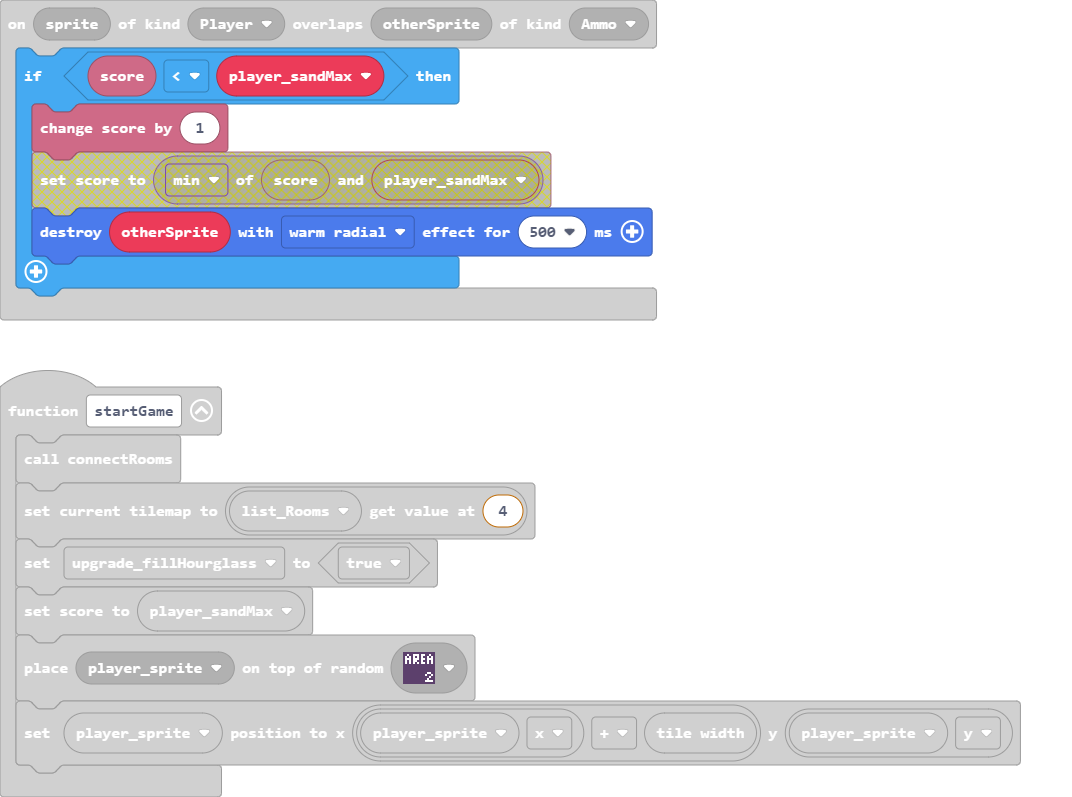 on sprite of kind Player overlaps otherSprite of kind Ammo
if score < player_sandMax then
change score by 1
set score to min of score and player_sandMax
destroy otherSprite with warm radial effect for 500 ms
function startGame
call connectRooms
set current tilemap to list_Rooms get value at 4
set upgrade_fillHourglass to true
set score to player_sandMax
place player_sprite on top of random AREA 2
set player_sprite position to x player_sprite x + tile width y player_sprite y